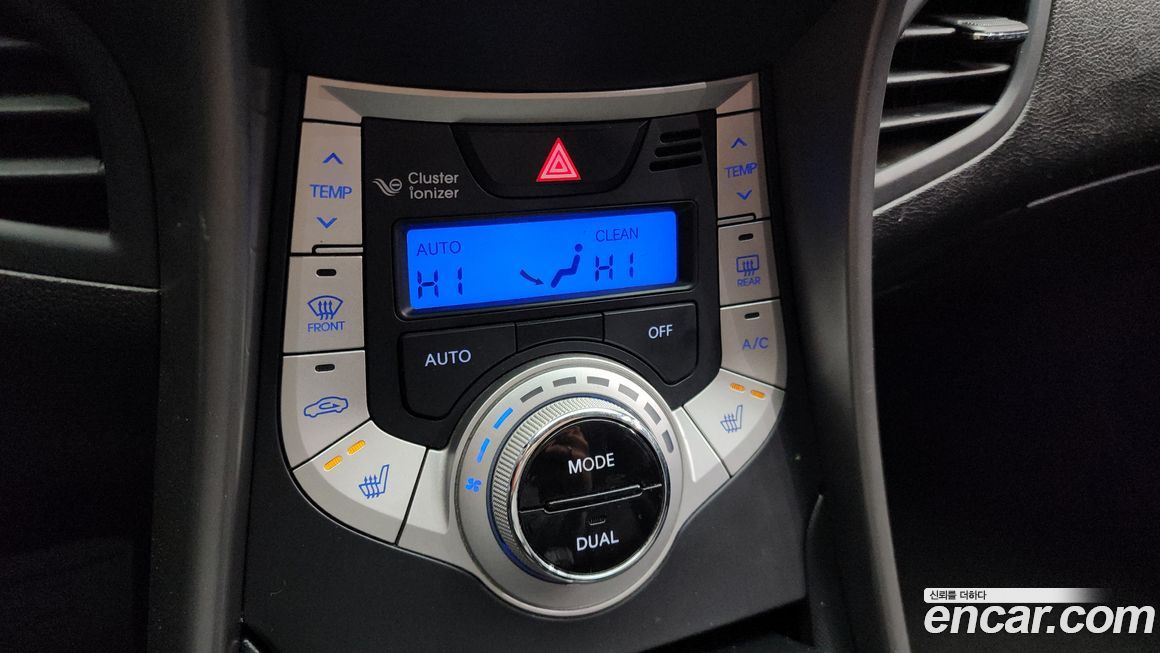 TEMP
Cluster
ionizer
TEMP
AUTO
CLEAN
HI
HI
REAR
FRONT
AUTO
OFF
A/C
MODE
DUAL
신뢰를 더하다
encar.com